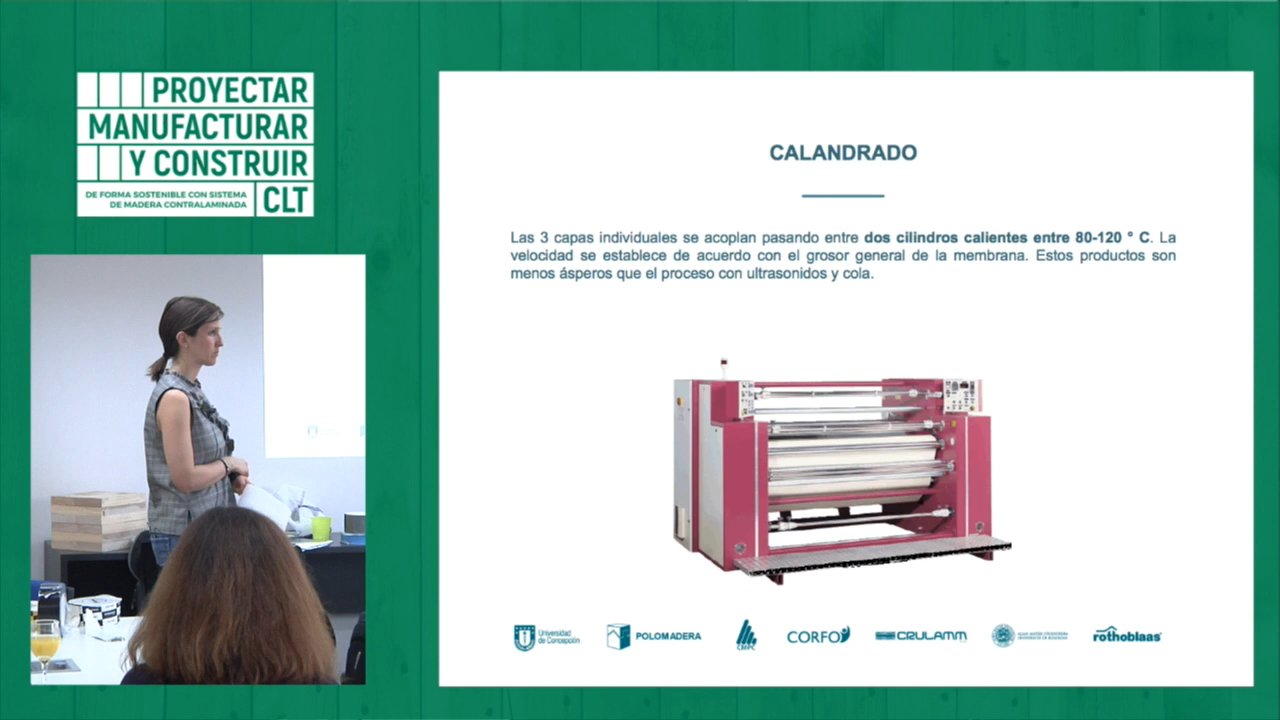 PROYECTAR
MANUFACTURAR
Y CONSTRUIR
DE FORMA SOSTENIBLE CON SISTEMA
DE MADERA CONTRALAMINADA
CLT
CALANDRADO
Las 3 capas individuales se acoplan pasando entre dos cilindros calientes entre 80-120 ° C. La
velocidad se establece de acuerdo con el grosor general de la membrana. Estos productos son
menos ásperos que el proceso con ultrasonidos y cola.
Universidad
de Concepción
POLOMADERA
CMPC
CORFO
CRULAMM
rothoblaas